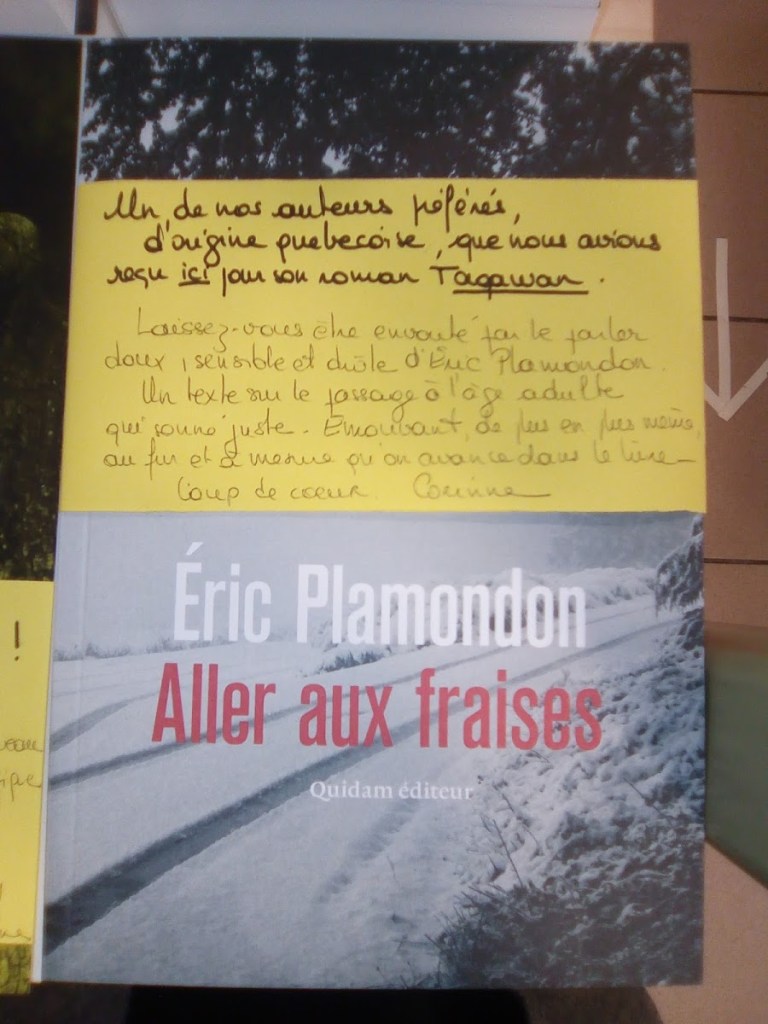 Un de nos auteurs préférés,
d'origine quebecoise, que nous avions
reçu ici pour son roman Taqawan.
Laissez-vous être envouté par le parler
doux, sensible et drôle d'Éric Plamondon.
Un texte sur le passage à l'âge adulte
qui sonne juste. Émouvant, de plus en plus même,
au fur et à mesure qu'on avance dans le livre
Coup de coeur. Corinne
Éric Plamondon
Aller aux fraises
Quidam éditeur
!